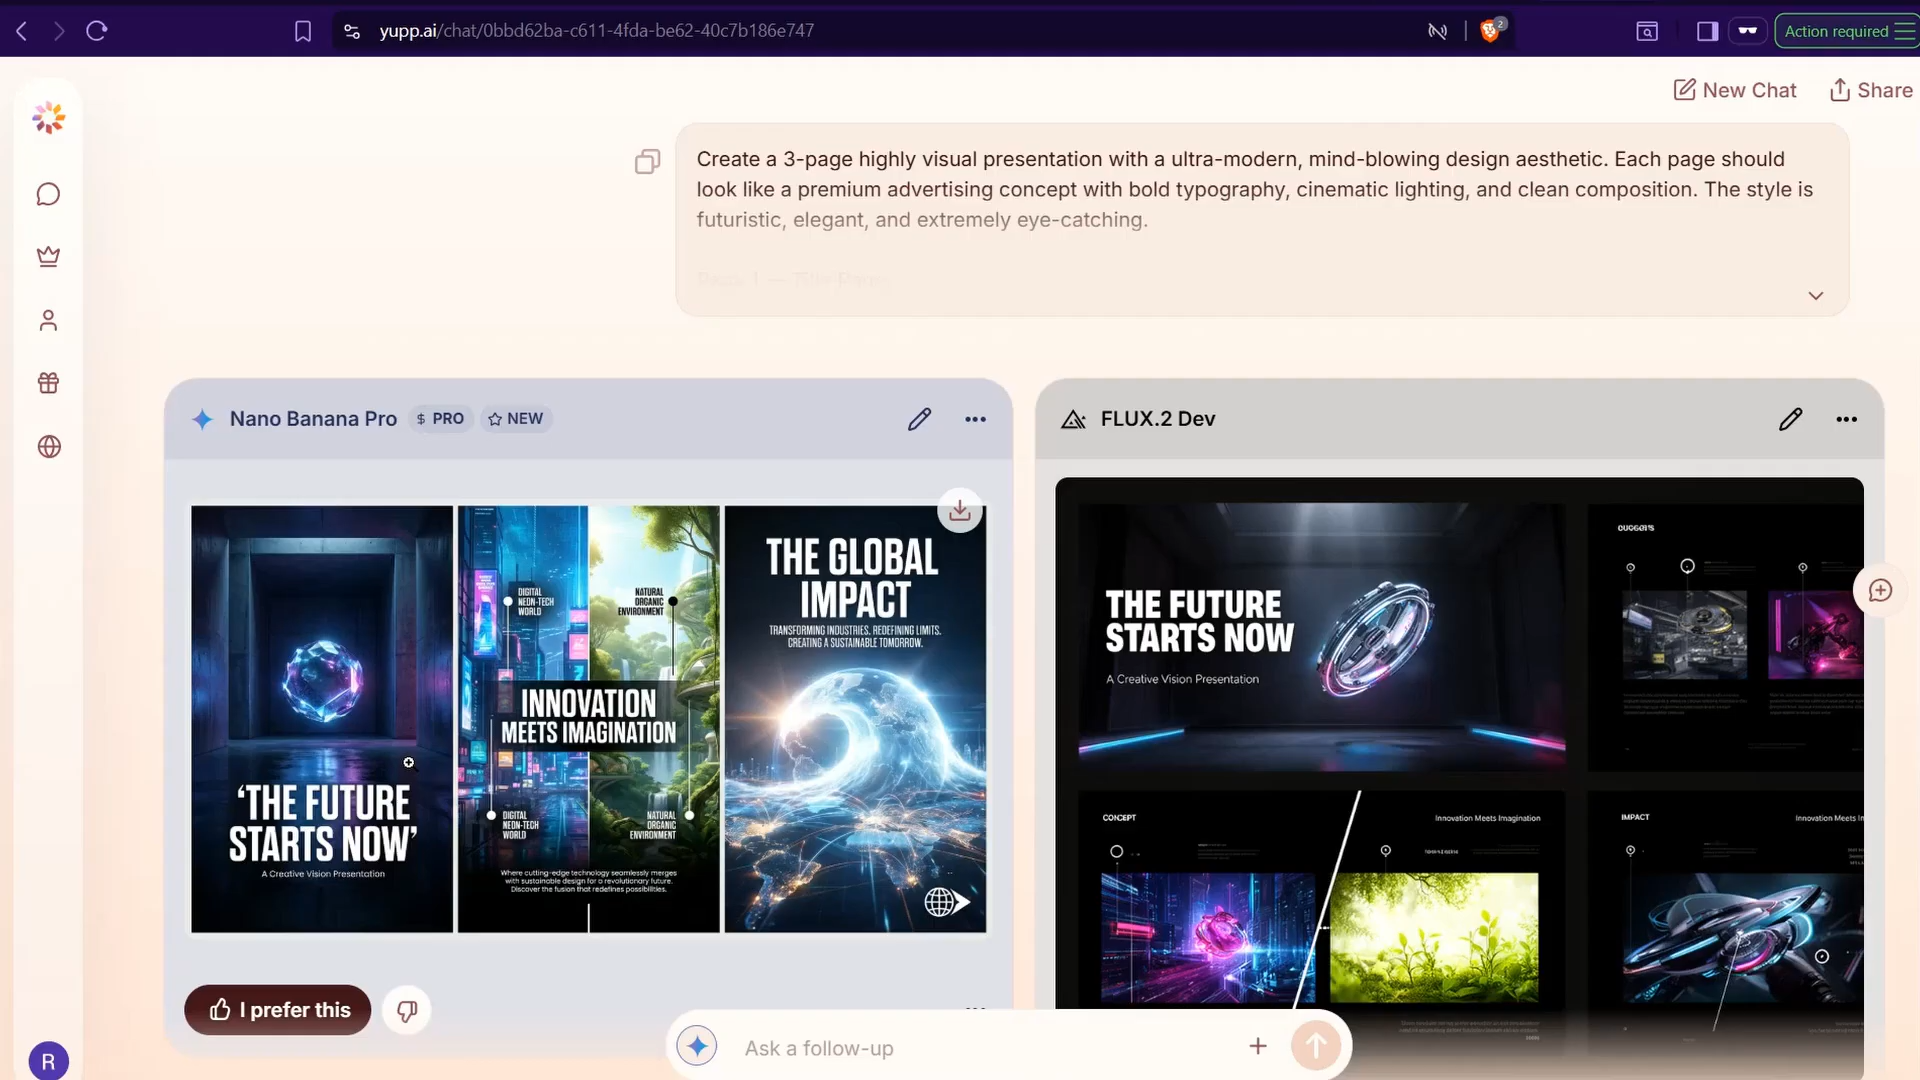 yupp.ai/chat/0bbd62ba-c611-4fda-be62-40c7b186e747
2
Action required
New Chat
Share
Create a 3-page highly visual presentation with a ultra-modern, mind-blowing design aesthetic. Each page should
look like a premium advertising concept with bold typography, cinematic lighting, and clean composition. The style is
futuristic, elegant, and extremely eye-catching.
Nano Banana Pro
$ PRO
NEW
‘THE FUTURE
STARTS NOW’
A Creative Vision Presentation
DIGITAL
NEON-TECH
WORLD
NATURAL
ORGANIC
ENVIRONMENT
INNOVATION
MEETS IMAGINATION
DIGITAL
NEON-TECH
WORLD
NATURAL
ORGANIC
ENVIRONMENT
Where cutting-edge technology seamlessly merges
with sustainable design for a revolutionary future.
Discover the fusion that redefines possibilities.
THE GLOBAL
IMPACT
TRANSFORMING INDUSTRIES. REDEFINING LIMITS.
CREATING A SUSTAINABLE TOMORROW.
I prefer this
FLUX.2 Dev
THE FUTURE
STARTS NOW
A Creative Vision Presentation
CONCEPT
Innovation Meets Imagination
IMPACT
Innovation Meets
Ask a follow-up
R